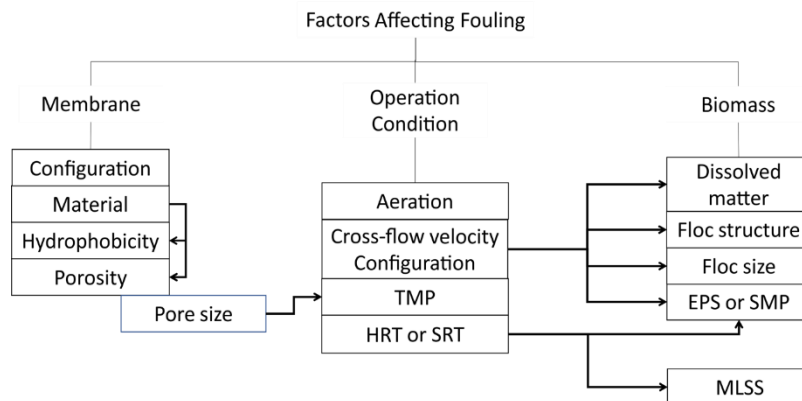 Factors Affecting Fouling
Membrane
Configuration
Material
Hydrophobicity
Porosity
Pore size
Operation
Condition
Aeration
Cross-flow velocity
Configuration
TMP
HRT or SRT
Biomass
Dissolved
matter
Floc structure
Floc size
EPS or SMP
MLSS